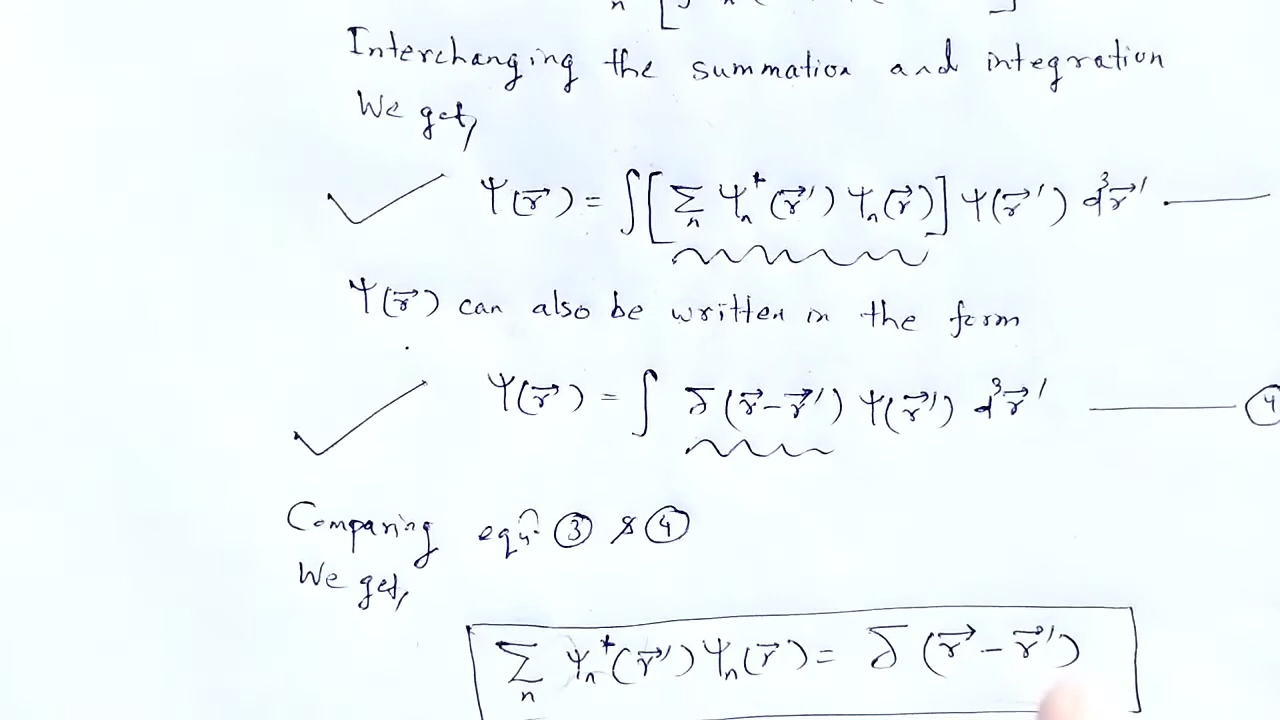 Interchanging the summation and integration
We get,
Ψ(r⃗) = ∫[Σₙ Ψₙ*(r⃗′) Ψₙ(r⃗)] Ψ(r⃗′) d³r⃗′
Ψ(r⃗) can also be written in the form
Ψ(r⃗) = ∫ δ(r⃗-r⃗′) Ψ(r⃗′) d³r⃗′ ④
Comparing eqⁿ ③ & ④
We get,
Σₙ Ψₙ*(r⃗′) Ψₙ(r⃗) = δ(r⃗-r⃗′)